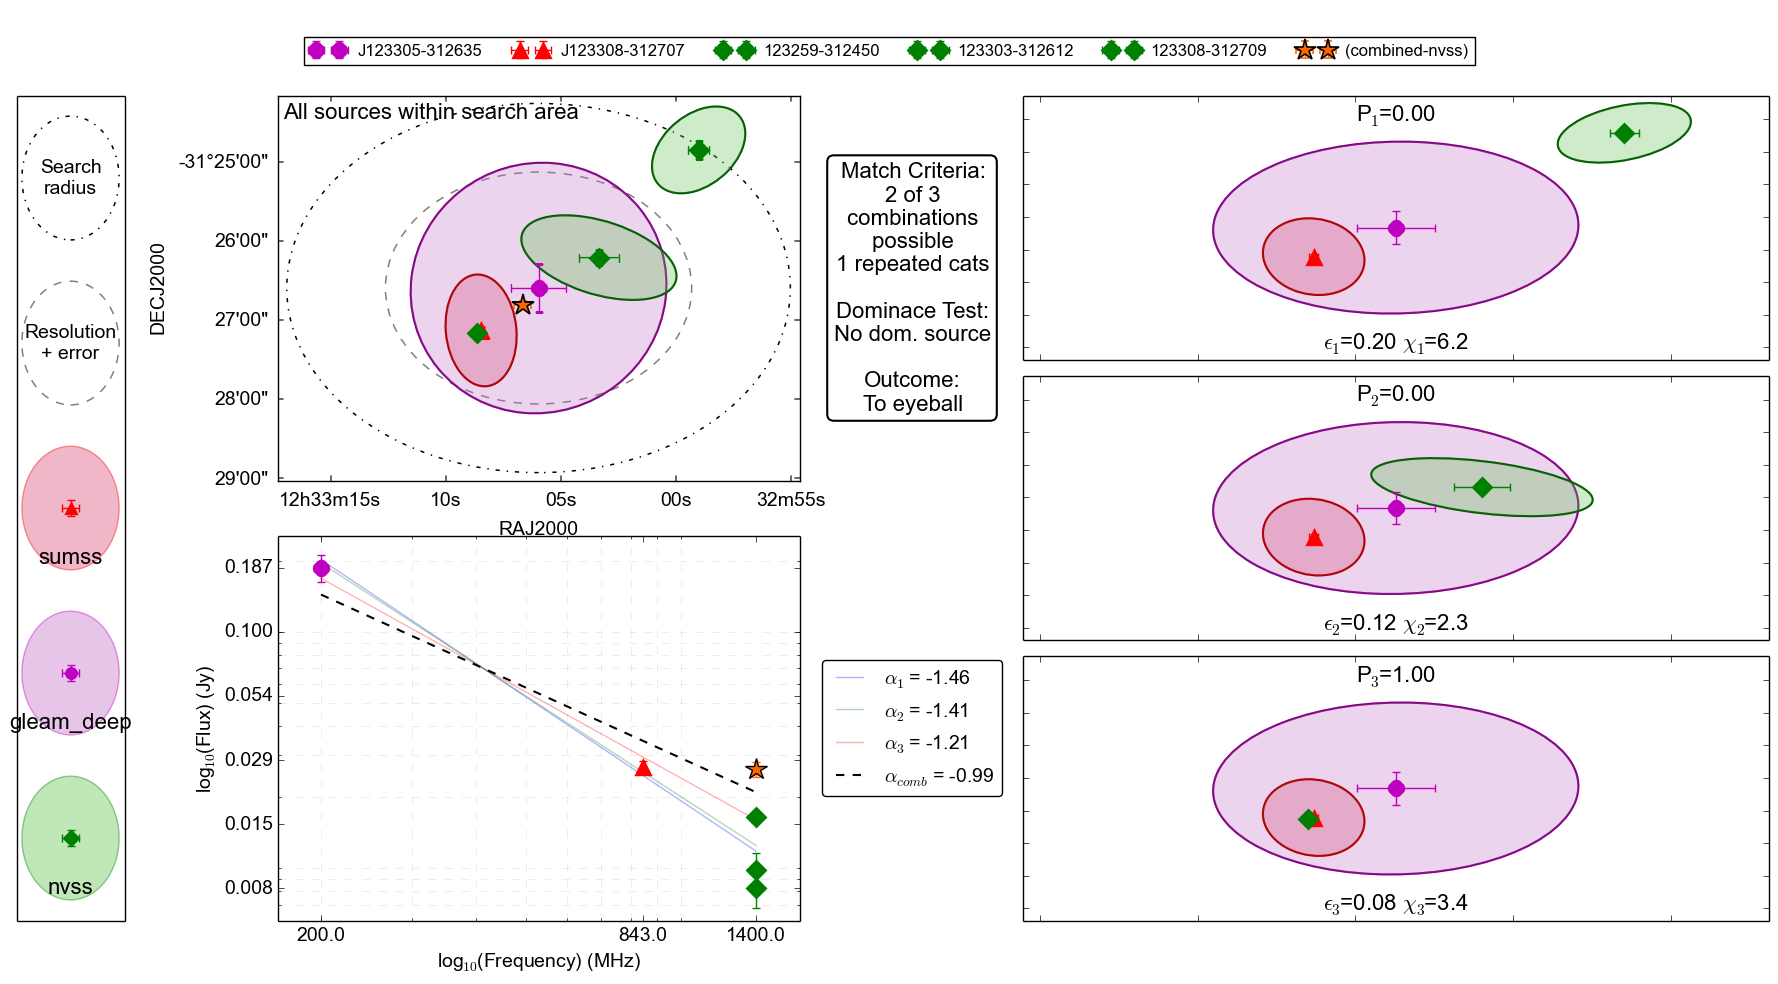 J123305-312635 J123308-312707 123259-312450 123303-312612 123308-312709 (combined-nvss)
Search
radius
Resolution
+ error
sumss
gleam_deep
nvss
All sources within search area
DECJ2000
-31°25'00"
26'00"
27'00"
28'00"
29'00"
12h33m15s 10s 05s 00s 32m55s
RAJ2000
Match Criteria:
2 of 3
combinations
possible
1 repeated cats
Dominace Test:
No dom. source
Outcome:
To eyeball
log₁₀(Flux) (Jy)
0.187
0.100
0.054
0.029
0.015
0.008
200.0 843.0 1400.0
log₁₀(Frequency) (MHz)
α₁ = -1.46
α₂ = -1.41
α₃ = -1.21
α_comb = -0.99
P₁=0.00
ϵ₁=0.20 χ₁=6.2
P₂=0.00
ϵ₂=0.12 χ₂=2.3
P₃=1.00
ϵ₃=0.08 χ₃=3.4